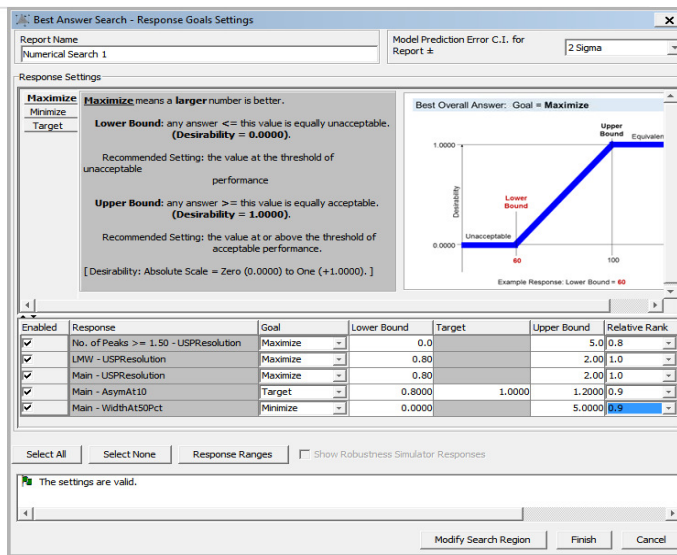 Best Answer Search - Response Goals Settings
Report Name
Numerical Search 1
Model Prediction Error C.I. for
Report ±
2 Sigma
Response Settings
Maximize
Minimize
Target
Maximize means a larger number is better.
Lower Bound: any answer <= this value is equally unacceptable.
(Desirability = 0.0000).
Recommended Setting: the value at the threshold of
unacceptable
performance
Upper Bound: any answer >= this value is equally acceptable.
(Desirability = 1.0000).
Recommended Setting: the value at or above the threshold of
acceptable performance.
[ Desirability: Absolute Scale = Zero (0.0000) to One (+1.0000). ]
Best Overall Answer: Goal = Maximize
Upper
Bound
Equivalen
1.0000
Desirability
Lower
Bound
Unacceptable
0.0000
60
100
Example Response: Lower Bound = 60
Enabled Response Goal Lower Bound Target Upper Bound Relative Rank
No. of Peaks >= 1.50 - USPResolution Maximize 0.0 5.0 0.8
LMW - USPResolution Maximize 0.80 2.00 1.0
Main - USPResolution Maximize 0.80 2.00 1.0
Main - AsymAt10 Target 0.8000 1.0000 1.2000 0.9
Main - WidthAt50Pct Minimize 0.0000 5.0000 0.9
Select All Select None Response Ranges Show Robustness Simulator Responses
The settings are valid.
Modify Search Region Finish Cancel